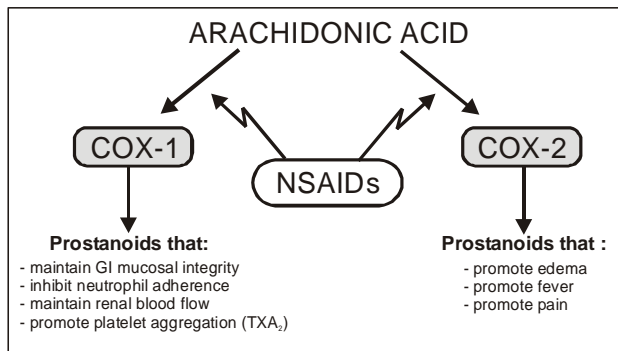 ARACHIDONIC ACID
COX-1
NSAIDs
COX-2
Prostanoids that:
- maintain GI mucosal integrity
- inhibit neutrophil adherence
- maintain renal blood flow
- promote platelet aggregation (TXA₂)
Prostanoids that :
- promote edema
- promote fever
- promote pain